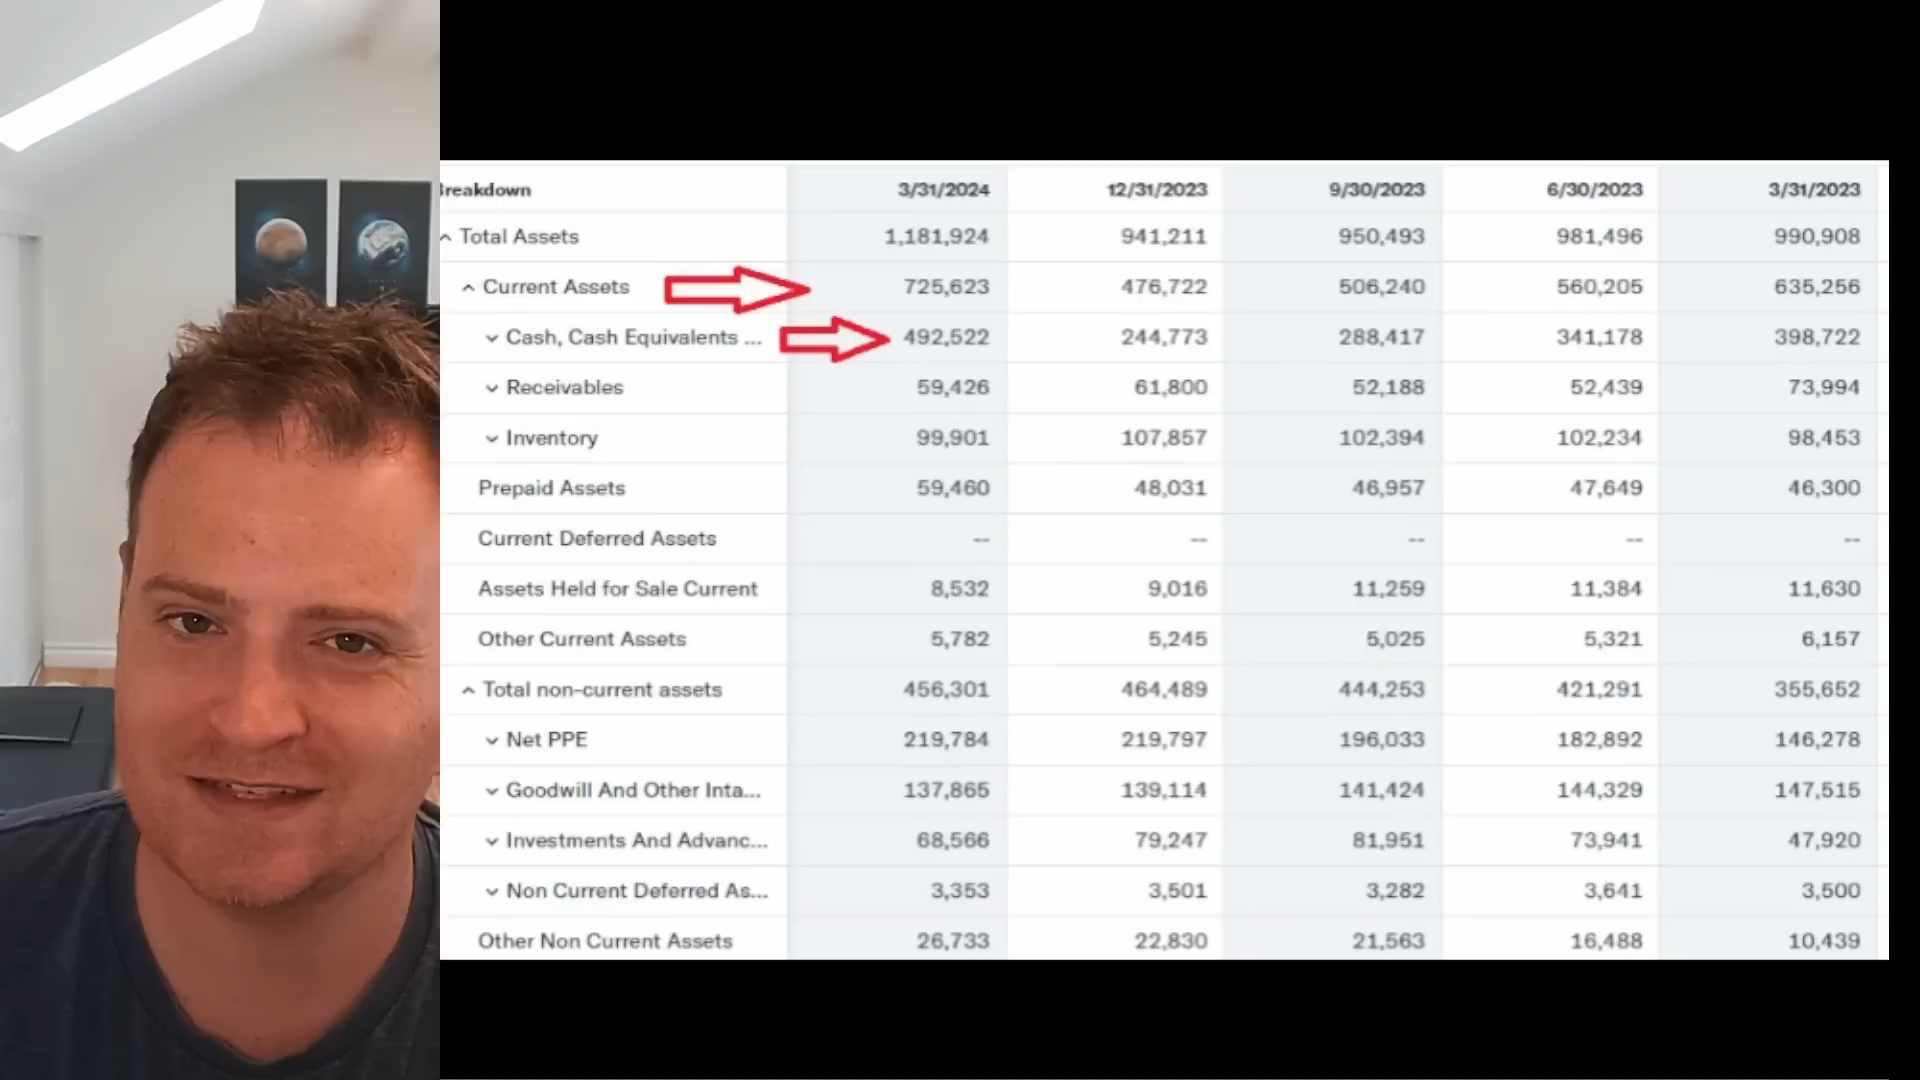 Breakdown 3/31/2024 12/31/2023 9/30/2023 6/30/2023 3/31/2023
Total Assets 1,181,924 941,211 950,493 981,496 990,908
Current Assets 725,623 476,722 506,240 560,205 635,256
Cash, Cash Equivalents ... 492,522 244,773 288,417 341,178 398,722
Receivables 59,426 61,800 52,188 52,439 73,994
Inventory 99,901 107,857 102,394 102,234 98,453
Prepaid Assets 59,460 48,031 46,957 47,649 46,300
Current Deferred Assets -- -- -- -- --
Assets Held for Sale Current 8,532 9,016 11,259 11,384 11,630
Other Current Assets 5,782 5,245 5,025 5,321 6,157
Total non-current assets 456,301 464,489 444,253 421,291 355,652
Net PPE 219,784 219,797 196,033 182,892 146,278
Goodwill And Other Inta... 137,865 139,114 141,424 144,329 147,515
Investments And Advanc... 68,566 79,247 81,951 73,941 47,920
Non Current Deferred As... 3,353 3,501 3,282 3,641 3,500
Other Non Current Assets 26,733 22,830 21,563 16,488 10,439